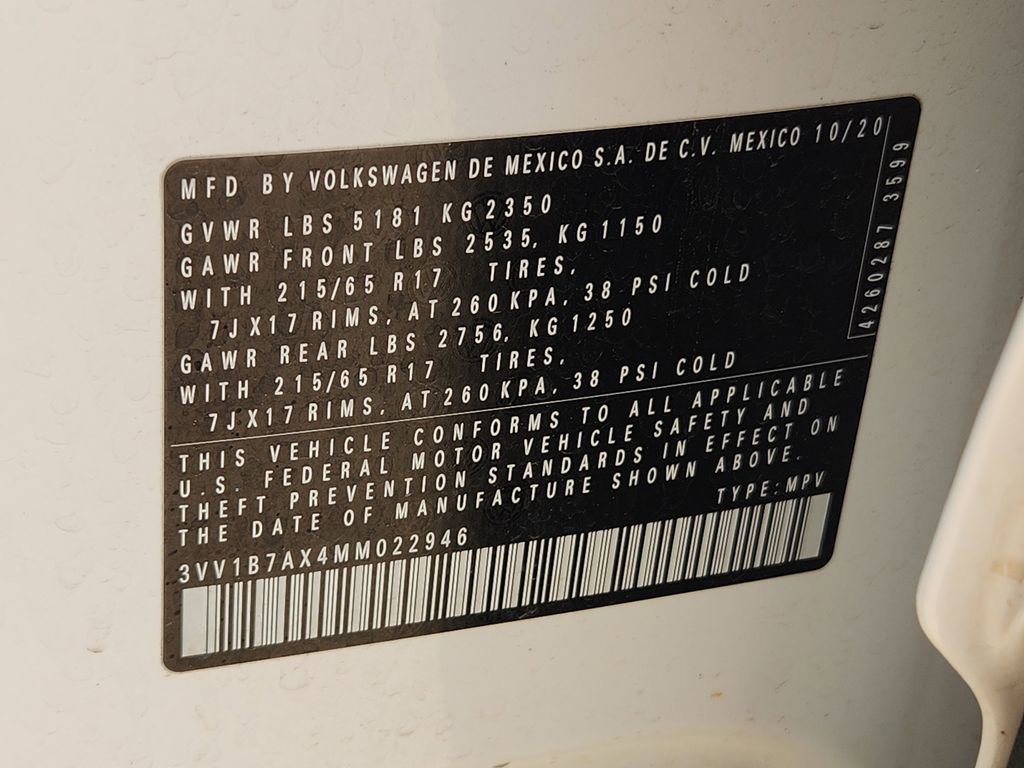 MFD BY VOLKSWAGEN DE MEXICO S.A. DE C.V. MEXICO 10/20
GVWR LBS 5181 KG 2350
GAWR FRONT LBS 2535, KG 1150
WITH 215/65 R17 TIRES,
7JX17 RIMS, AT 260 KPA, 38 PSI COLD
GAWR REAR LBS 2756, KG 1250
WITH 215/65 R17 TIRES,
7JX17 RIMS, AT 260 KPA, 38 PSI COLD
4260287 3599
THIS VEHICLE CONFORMS TO ALL APPLICABLE
U.S. FEDERAL MOTOR VEHICLE SAFETY AND
THEFT PREVENTION STANDARDS IN EFFECT ON
THE DATE OF MANUFACTURE SHOWN ABOVE.
TYPE: MPV
3VV1B7AX4MM022946